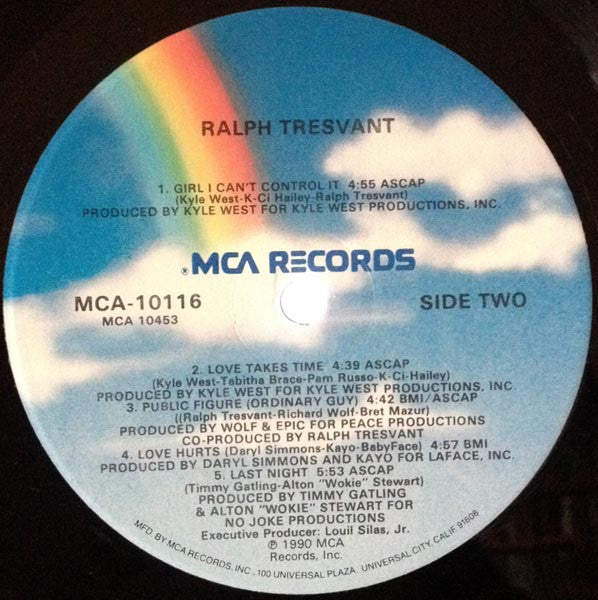 RALPH TRESVANT
1. GIRL I CAN'T CONTROL IT 4:55 ASCAP
(Kyle West-K-Ci Hailey-Ralph Tresvant)
PRODUCED BY KYLE WEST FOR KYLE WEST PRODUCTIONS, INC.
® MCA RECORDS
MCA-10116
SIDE TWO
MCA 10453
2. LOVE TAKES TIME 4:39 ASCAP
(Kyle West-Tabitha Brace-Pam Russo-K-Ci-Hailey)
PRODUCED BY KYLE WEST FOR KYLE WEST PRODUCTIONS, INC
3. PUBLIC FIGURE (ORDINARY GUY) 4:42 BMI/ASCAP
((Ralph Tresvant-Richard Wolf-Bret Mazur)
PRODUCED BY WOLF & EPIC FOR PEACE PRODUCTIONS
CO-PRODUCED BY RALPH TRESVANT
4. LOVE HURTS (Daryl Simmons-Kayo-BabyFace) 4:57 BMI
PRODUCED BY DARYL SIMMONS AND KAYO FOR LAFACE, INC.
5. LAST NIGHT 5:53 ASCAP
(Timmy Gatling-Alton "Wokie" Stewart)
PRODUCED BY TIMMY GATLING
& ALTON "WOKIE" STEWART FOR
NO JOKE PRODUCTIONS
Executive Producer: Louil Silas, Jr.
℗ 1990 MCA
Records, Inc.
MFD. BY MCA RECORDS, INC., 100 UNIVERSAL PLAZA, UNIVERSAL CITY, CALIF 91608